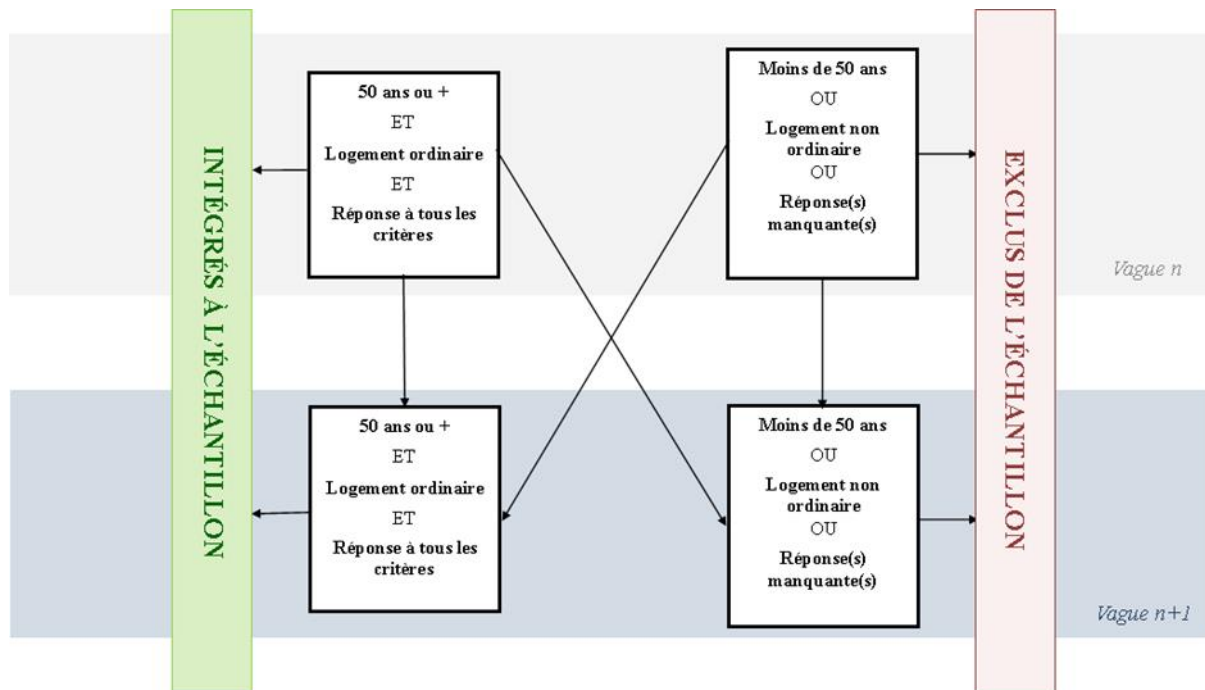 INTÉGRÉS À L'ÉCHANTILLON
50 ans ou +
ET
Logement ordinaire
ET
Réponse à tous les
critères
Moins de 50 ans
OU
Logement non
ordinaire
OU
Réponse(s)
manquante(s)
EXCLUS DE L'ÉCHANTILLON
Vague n
50 ans ou +
ET
Logement ordinaire
ET
Réponse à tous les
critères
Moins de 50 ans
OU
Logement non
ordinaire
OU
Réponse(s)
manquante(s)
Vague n+1